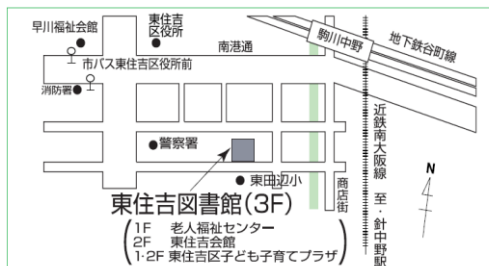 早川福祉会館
東住吉
区役所
南港通
駒川中野
地下鉄谷町線
市バス東住吉区役所前
消防署
警察署
東田辺小
商店街
近鉄南大阪線 至・針中野駅
N
東住吉図書館(3F)
1F 老人福祉センター
2F 東住吉会館
1・2F 東住吉区子ども子育てプラザ